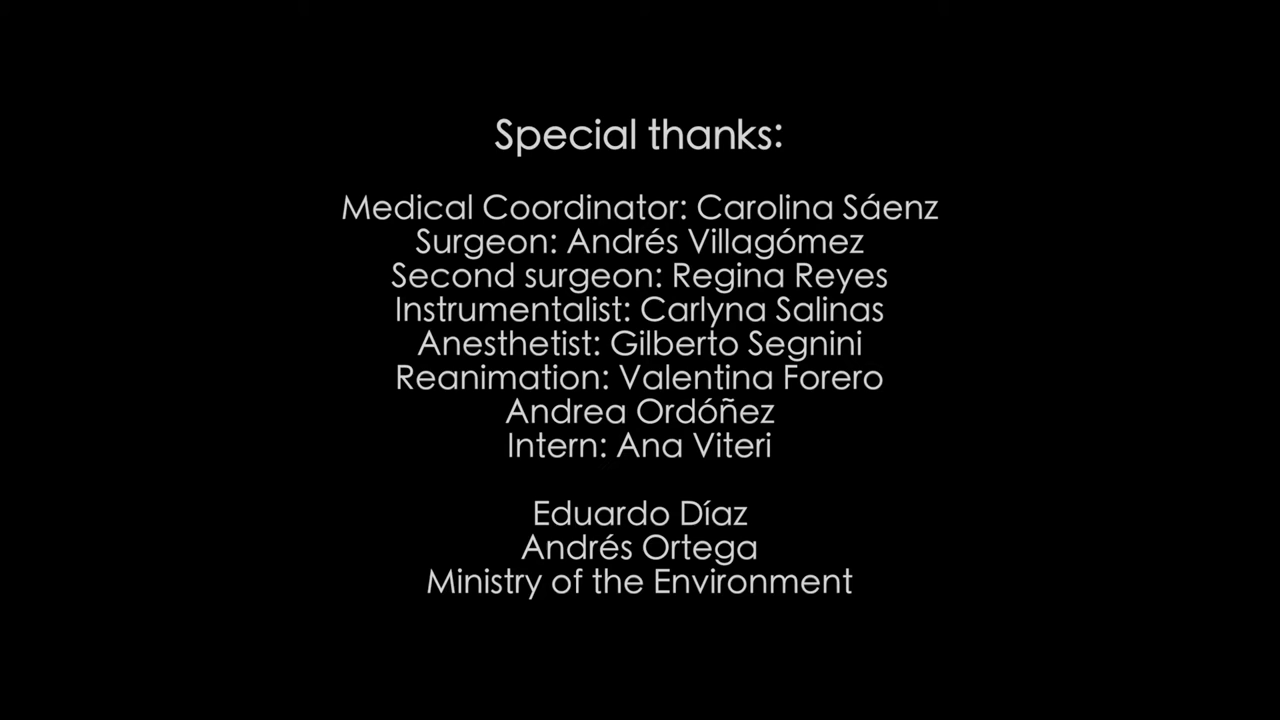 Special thanks:
Medical Coordinator: Carolina Sáenz
Surgeon: Andrés Villagómez
Second surgeon: Regina Reyes
Instrumentalist: Carlyna Salinas
Anesthetist: Gilberto Segnini
Reanimation: Valentina Forero
Andrea Ordóñez
Intern: Ana Viteri
Eduardo Díaz
Andrés Ortega
Ministry of the Environment